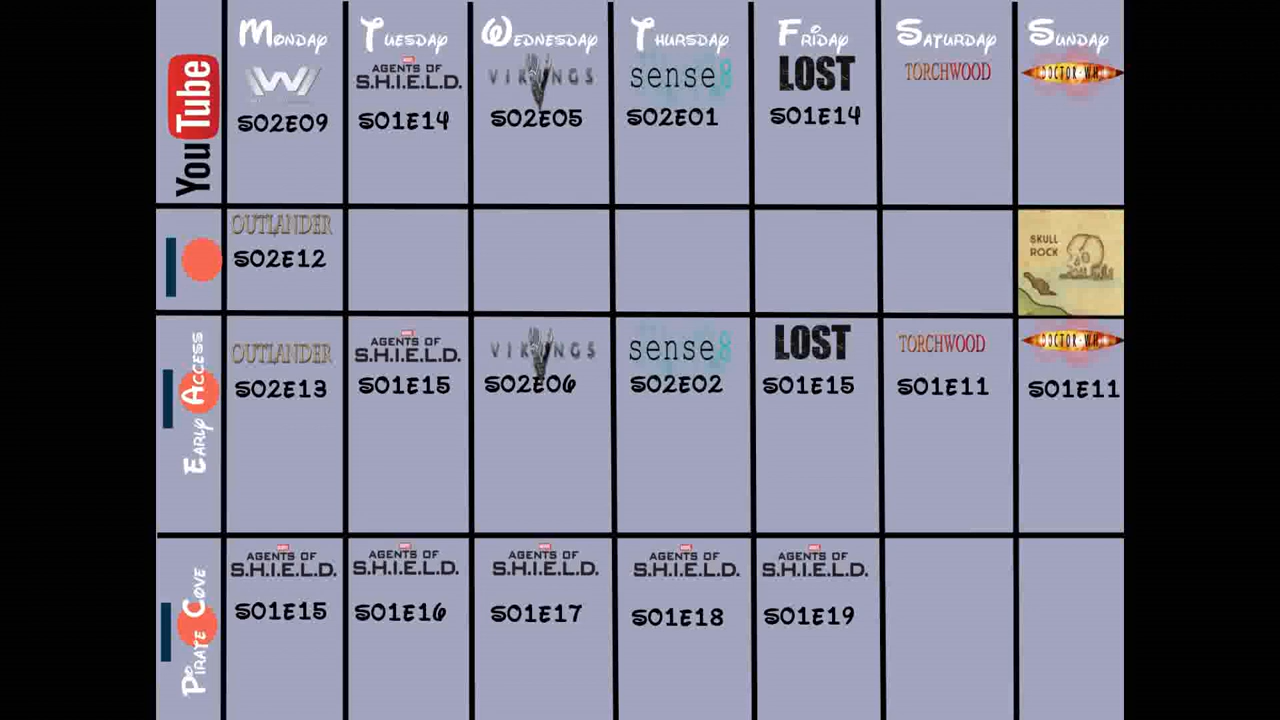 Monday Tuesday Wednesday Thursday Friday Saturday Sunday
YouTube
W MARVEL AGENTS OF S.H.I.E.L.D. VIKINGS sense8 LOST TORCHWOOD DOCTOR·WH
S02E09 S01E14 S02E05 S02E01 S01E14
OUTLANDER
S02E12
SKULL
ROCK
Early Access
OUTLANDER AGENTS OF S.H.I.E.L.D. VIKINGS sense8 LOST TORCHWOOD DOCTOR·WH
S02E13 S01E15 S02E06 S02E02 S01E15 S01E11 S01E11
Pirate Cove
AGENTS OF AGENTS OF AGENTS OF AGENTS OF AGENTS OF
S.H.I.E.L.D. S.H.I.E.L.D. S.H.I.E.L.D. S.H.I.E.L.D. S.H.I.E.L.D.
S01E15 S01E16 S01E17 S01E18 S01E19